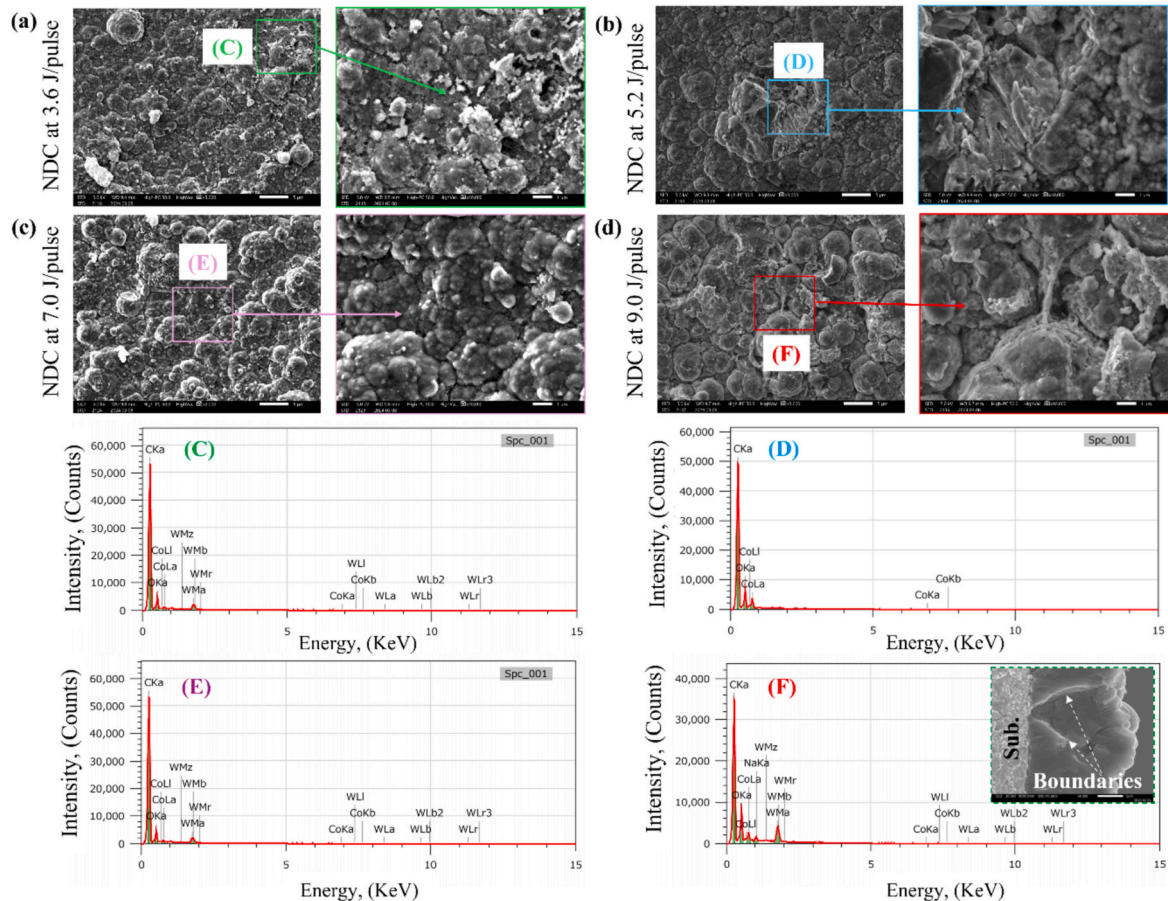 (a)
NDC at 3.6 J/pulse
(C)
(b)
NDC at 5.2 J/pulse
(D)
(c)
NDC at 7.0 J/pulse
(E)
(d)
NDC at 9.0 J/pulse
(F)
Intensity, (Counts)
60,000
50,000
40,000
30,000
20,000
10,000
0
CKa
(C)
Spc_001
WMz
CoLl WMb
CoLa WMr
OKa WMa
WLl
CoKb WLb2 WLr3
CoKa WLa WLb WLr
0 5 10 15
Energy, (KeV)
Intensity, (Counts)
60,000
50,000
40,000
30,000
20,000
10,000
0
CKa
(D)
Spc_001
CoLl
OKa
CoLa
CoKb
CoKa
0 5 10 15
Energy, (KeV)
Intensity, (Counts)
60,000
50,000
40,000
30,000
20,000
10,000
0
CKa
(E)
Spc_001
WMz
CoLl WMb
CoLa WMr
OKa WMa
WLl
CoKb WLb2 WLr3
CoKa WLa WLb WLr
0 5 10 15
Energy, (KeV)
Intensity, (Counts)
40,000
30,000
20,000
10,000
0
CKa
(F)
WMz
NaKa
CoLa WMr
OKa WMb
CoLl WMa
Sub.
Boundaries
WLl
CoKb WLb2 WLr3
CoKa WLa WLb WLr
0 5 10 15
Energy, (KeV)